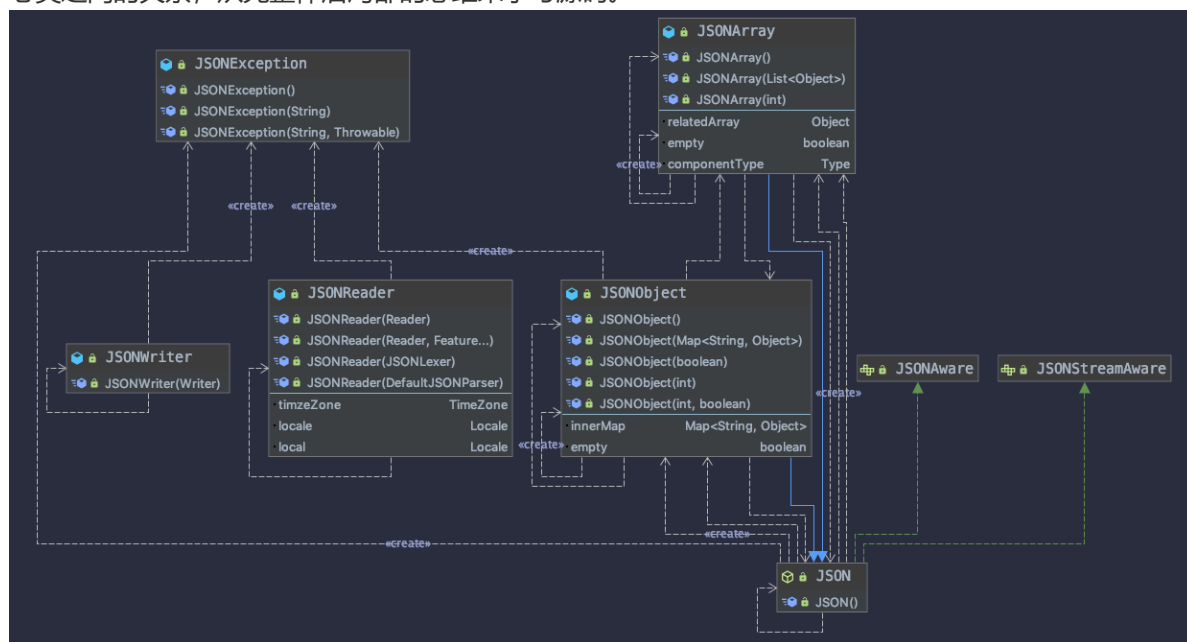 JSONArray
JSONArray()
JSONArray(List<Object>)
JSONArray(int)
relatedArray Object
empty boolean
componentType Type
«create»
JSONException
JSONException()
JSONException(String)
JSONException(String, Throwable)
«create» «create»
«create»
JSONReader
JSONReader(Reader)
JSONReader(Reader, Feature...)
JSONReader(JSONLexer)
JSONReader(DefaultJSONParser)
timzeZone TimeZone
locale Locale
local Locale
JSONObject
JSONObject()
JSONObject(Map<String, Object>)
JSONObject(boolean)
JSONObject(int)
JSONObject(int, boolean)
innerMap Map<String, Object>
empty boolean
«create»
JSONWriter
JSONWriter(Writer)
JSONAware
JSONStreamAware
«create»
«create»
«create»
JSON
JSON()